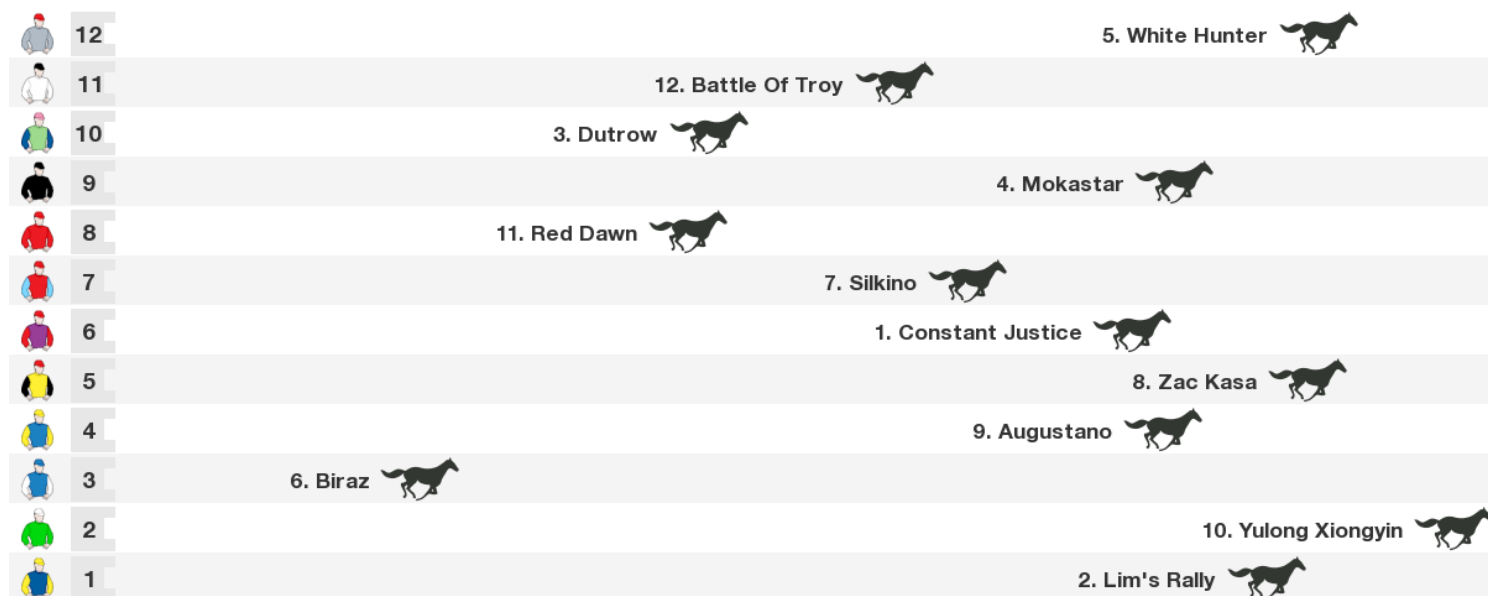 12 5. White Hunter
11 12. Battle Of Troy
10 3. Dutrow
9 4. Mokastar
8 11. Red Dawn
7 7. Silkino
6 1. Constant Justice
5 8. Zac Kasa
4 9. Augustano
3 6. Biraz
2 10. Yulong Xiongyin
1 2. Lim's Rally